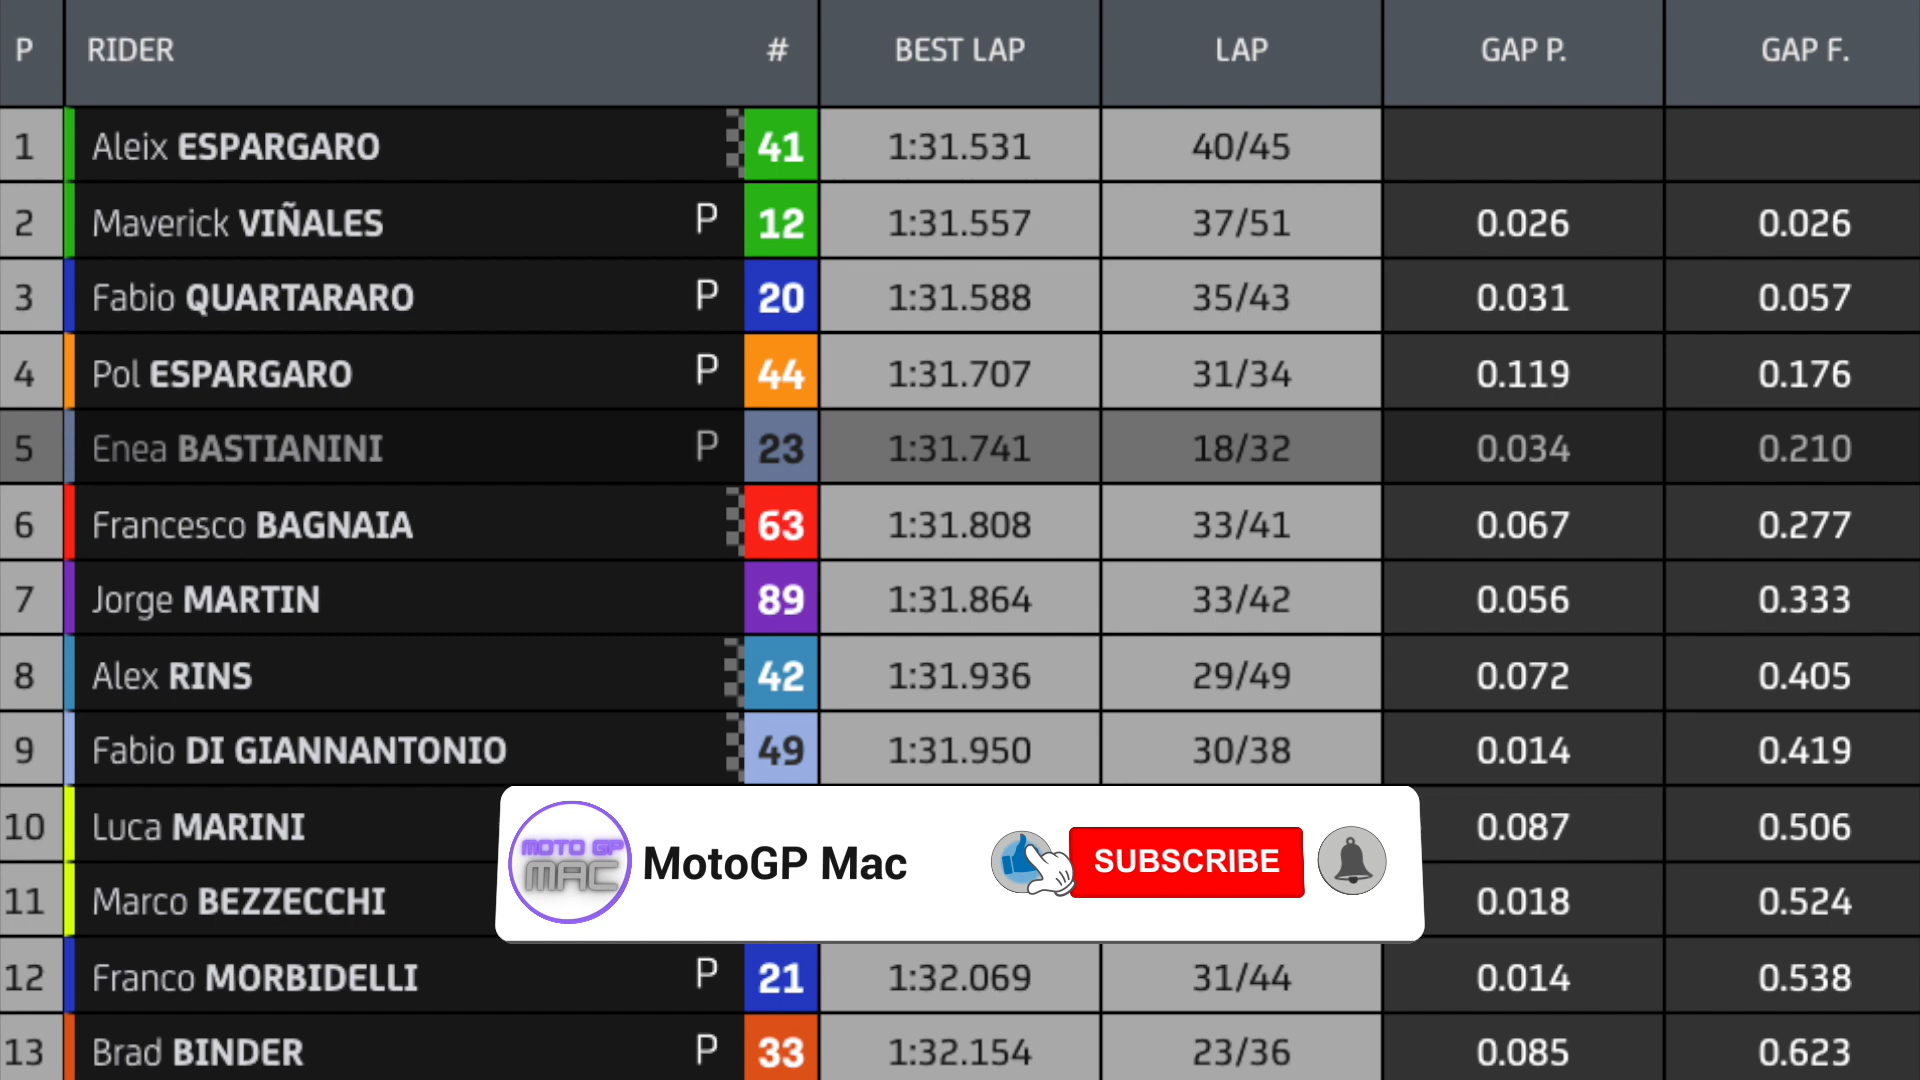 P RIDER # BEST LAP LAP GAP P. GAP F.
1 Aleix ESPARGARO 41 1:31.531 40/45
2 Maverick VIÑALES P 12 1:31.557 37/51 0.026 0.026
3 Fabio QUARTARARO P 20 1:31.588 35/43 0.031 0.057
4 Pol ESPARGARO P 44 1:31.707 31/34 0.119 0.176
5 Enea BASTIANINI P 23 1:31.741 18/32 0.034 0.210
6 Francesco BAGNAIA 63 1:31.808 33/41 0.067 0.277
7 Jorge MARTIN 89 1:31.864 33/42 0.056 0.333
8 Alex RINS 42 1:31.936 29/49 0.072 0.405
9 Fabio DI GIANNANTONIO 49 1:31.950 30/38 0.014 0.419
10 Luca MARINI 0.087 0.506
MOTO GP
MAC
MotoGP Mac SUBSCRIBE
11 Marco BEZZECCHI 0.018 0.524
12 Franco MORBIDELLI P 21 1:32.069 31/44 0.014 0.538
13 Brad BINDER P 33 1:32.154 23/36 0.085 0.623